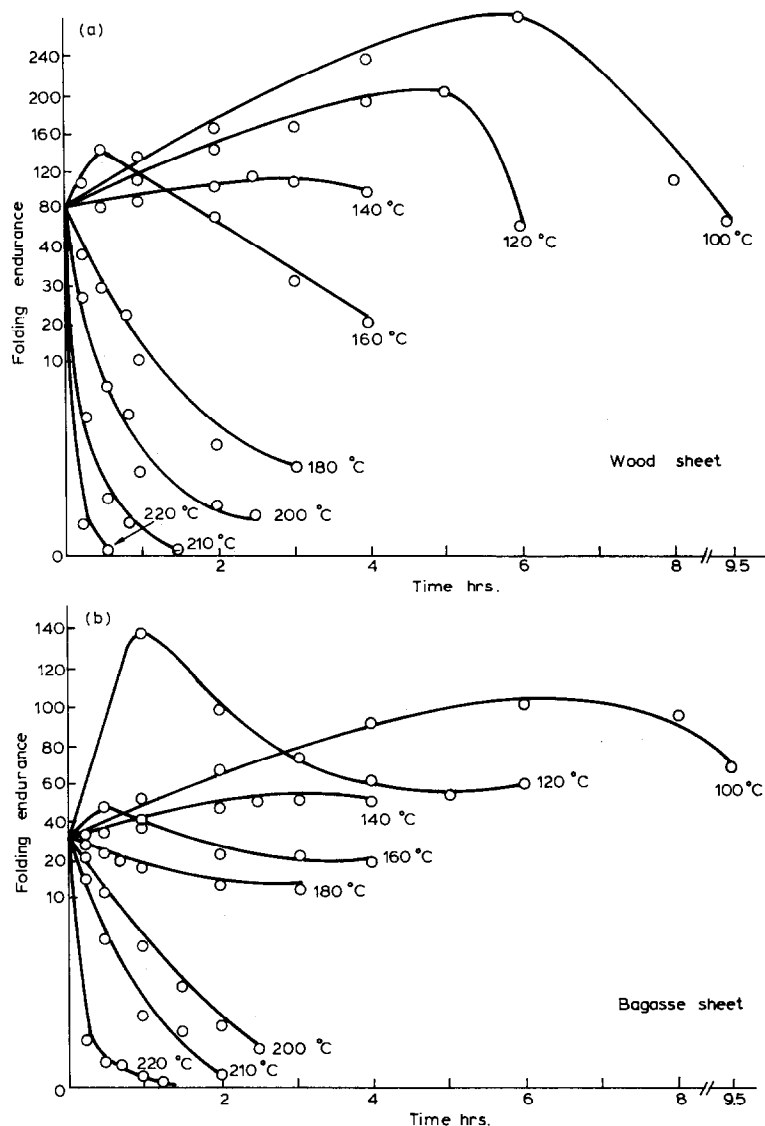 (a)
240
200
160
120
80
40
30
20
10
0
Folding endurance
140 °C
120 °C
100 °C
160 °C
180 °C
200 °C
220 °C
210 °C
Wood sheet
2
4
6
8
9.5
Time hrs.
(b)
140
120
100
80
60
40
20
10
0
Folding endurance
120 °C
100 °C
140 °C
160 °C
180 °C
200 °C
220 °C
210 °C
Bagasse sheet
2
4
6
8
9.5
Time hrs.